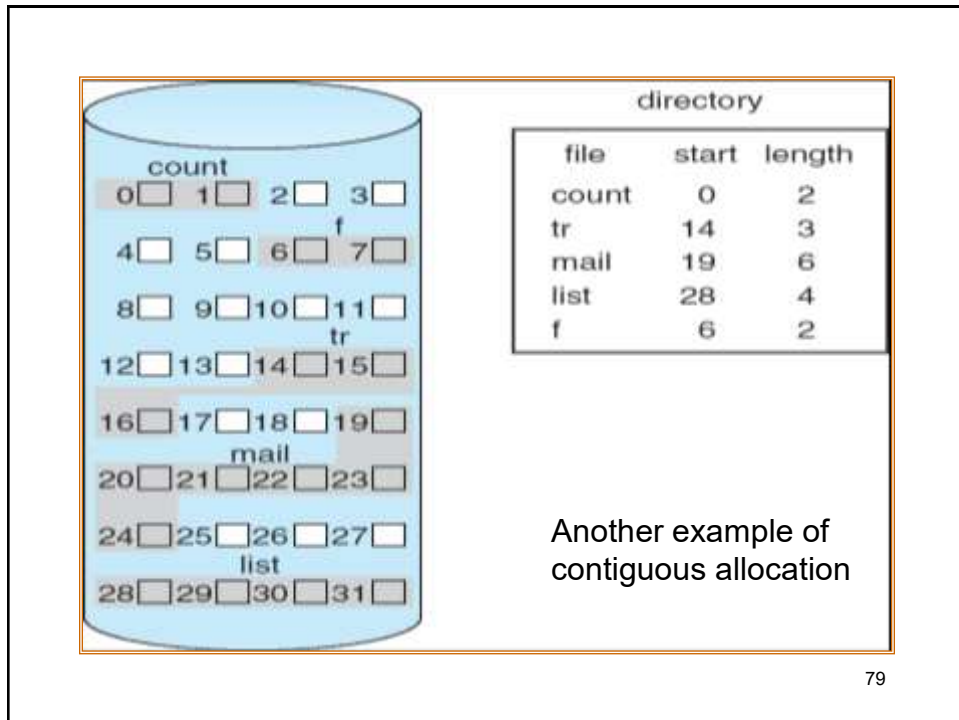 count
0 1 2 3
f
4 5 6 7
8 9 10 11
tr
12 13 14 15
16 17 18 19
mail
20 21 22 23
24 25 26 27
list
28 29 30 31
directory
file start length
count 0 2
tr 14 3
mail 19 6
list 28 4
f 6 2
Another example of
contiguous allocation
79